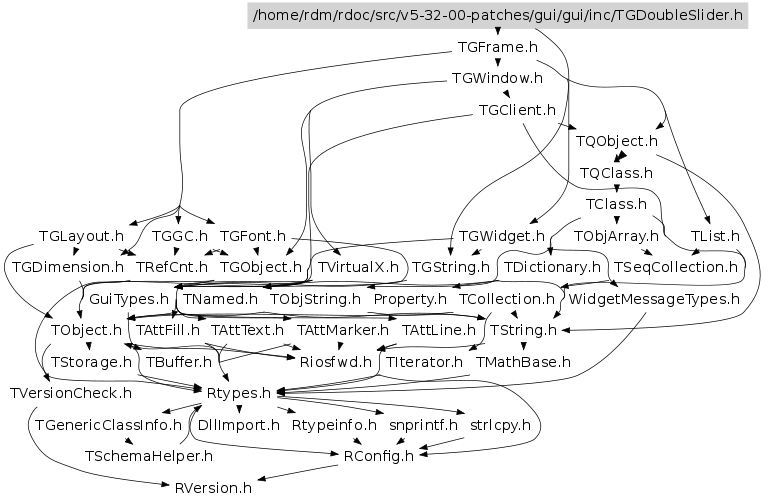 /home/rdm/rdoc/src/v5-32-00-patches/gui/gui/inc/TGDoubleSlider.h
TGFrame.h
TGWindow.h
TGClient.h
TQObject.h
TQClass.h
TClass.h
TGLayout.h TGGC.h TGFont.h TGWidget.h TObjArray.h TList.h
TGDimension.h TRefCnt.h TGObject.h TVirtualX.h TGString.h TDictionary.h TSeqCollection.h
GuiTypes.h TNamed.h TObjString.h Property.h TCollection.h WidgetMessageTypes.h
TObject.h TAttFill.h TAttText.h TAttMarker.h TAttLine.h TString.h
TStorage.h TBuffer.h Riosfwd.h TIterator.h TMathBase.h
TVersionCheck.h Rtypes.h
TGenericClassInfo.h DllImport.h Rtypeinfo.h snprintf.h strlcpy.h
TSchemaHelper.h RConfig.h
RVersion.h